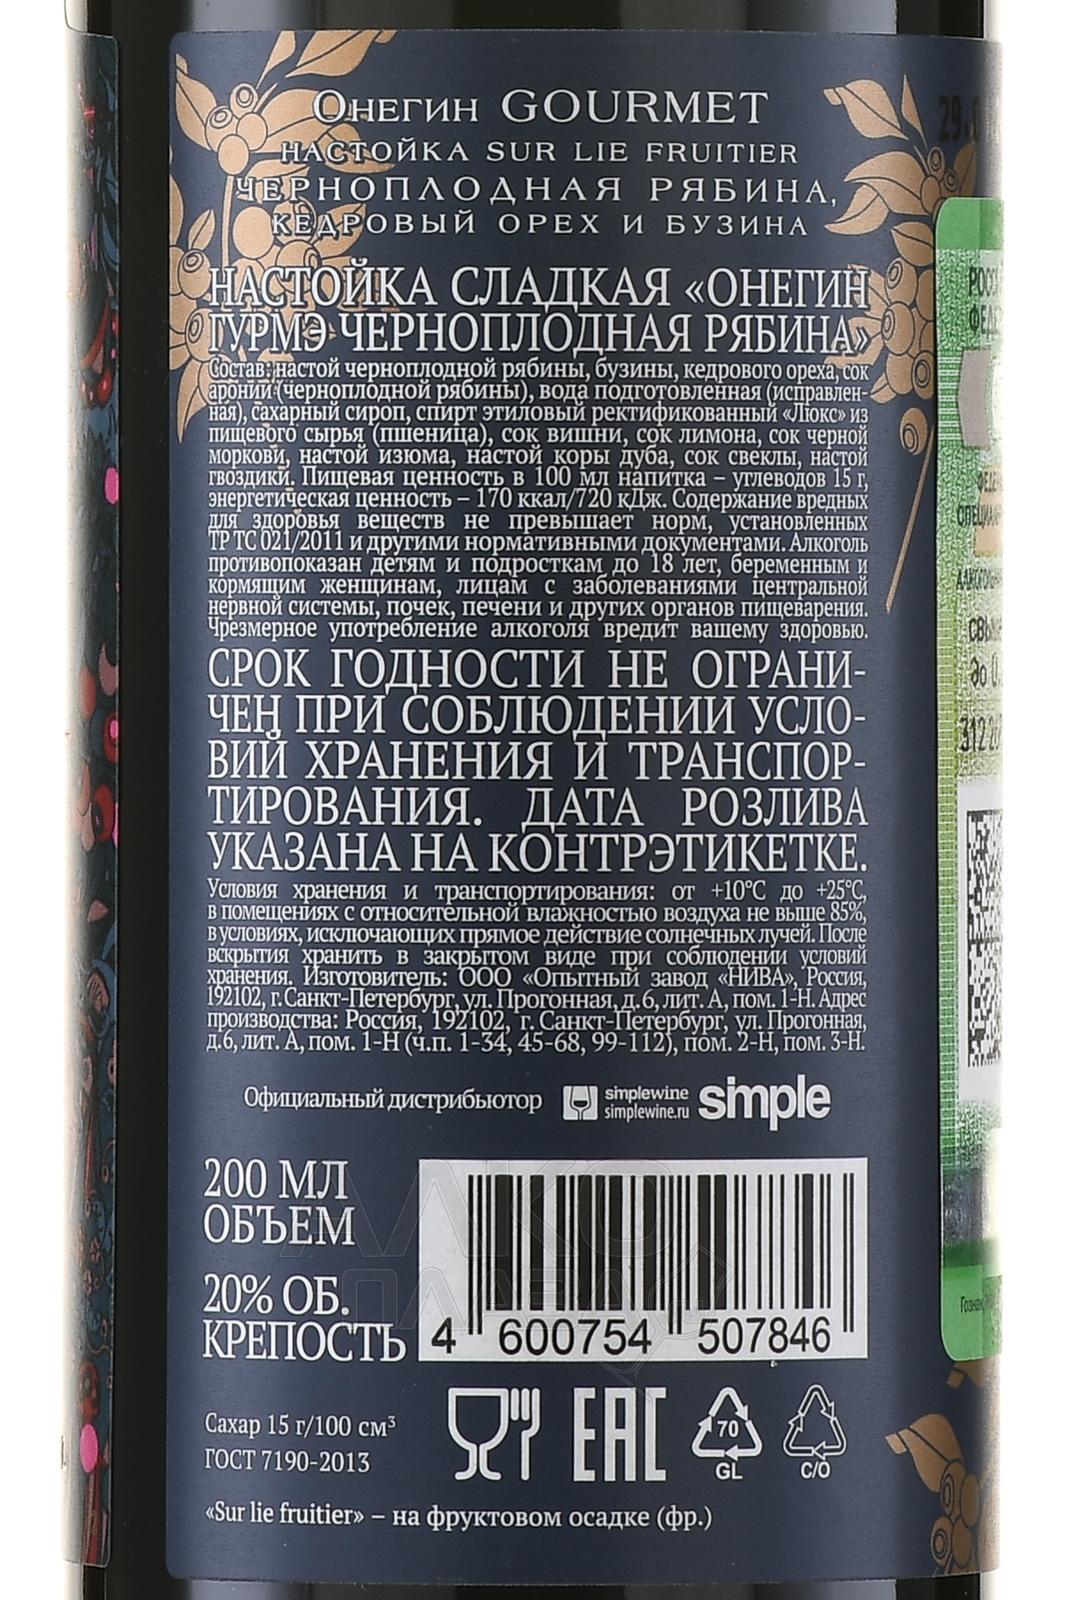 Онегин GOURMET
НАСТОЙКА SUR LIE FRUITIER
ЧЕРНОПЛОДНАЯ РЯБИНА,
КЕДРОВЫЙ ОРЕХ И БУЗИНА
НАСТОЙКА СЛАДКАЯ «ОНЕГИН
ГУРМЭ ЧЕРНОПЛОДНАЯ РЯБИНА»
Состав: настой черноплодной рябины, бузины, кедрового ореха, сок
аронии (черноплодной рябины), вода подготовленная (исправлен-
ная), сахарный сироп, спирт этиловый ректификованный «Люкс» из
пищевого сырья (пшеница), сок вишни, сок лимона, сок черной
моркови, настой изюма, настой коры дуба, сок свеклы, настой
гвоздики. Пищевая ценность в 100 мл напитка – углеводов 15 г,
энергетическая ценность – 170 ккал/720 кДж. Содержание вредных
для здоровья веществ не превышает норм, установленных
ТР ТС 021/2011 и другими нормативными документами. Алкоголь
противопоказан детям и подросткам до 18 лет, беременным и
кормящим женщинам, лицам с заболеваниями центральной
нервной системы, почек, печени и других органов пищеварения.
Чрезмерное употребление алкоголя вредит вашему здоровью.
СРОК ГОДНОСТИ НЕ ОГРАНИ-
ЧЕН ПРИ СОБЛЮДЕНИИ УСЛО-
ВИЙ ХРАНЕНИЯ И ТРАНСПОР-
ТИРОВАНИЯ. ДАТА РОЗЛИВА
УКАЗАНА НА КОНТРЭТИКЕТКЕ.
Условия хранения и транспортирования: от +10°С до +25°С,
в помещениях с относительной влажностью воздуха не выше 85%,
в условиях, исключающих прямое действие солнечных лучей. После
вскрытия хранить в закрытом виде при соблюдении условий
хранения. Изготовитель: ООО «Опытный завод «НИВА», Россия,
192102, г. Санкт-Петербург, ул. Прогонная, д. 6, лит. А, пом. 1-Н. Адрес
производства: Россия, 192102, г. Санкт-Петербург, ул. Прогонная,
д. 6, лит. А, пом. 1-Н (ч.п. 1-34, 45-68, 99-112), пом. 2-Н, пом. 3-Н.
Официальный дистрибьютор simplewine simple
simplewine.ru
200 МЛ
ОБЪЕМ
20% ОБ.
КРЕПОСТЬ
4 600754 507846
Сахар 15 г/100 см³
ГОСТ 7190-2013
EAC
70
GL
C/O
«Sur lie fruitier» – на фруктовом осадке (фр.)
АЛКО
ПЛАЗА